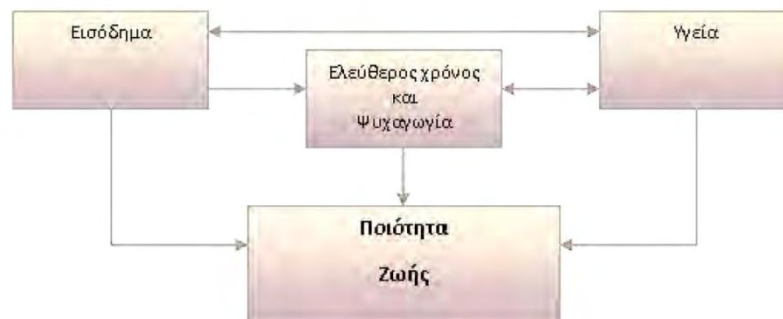 Εισόδημα
Υγεία
Ελεύθερος χρόνος
και
Ψυχαγωγία
Ποιότητα
Ζωής